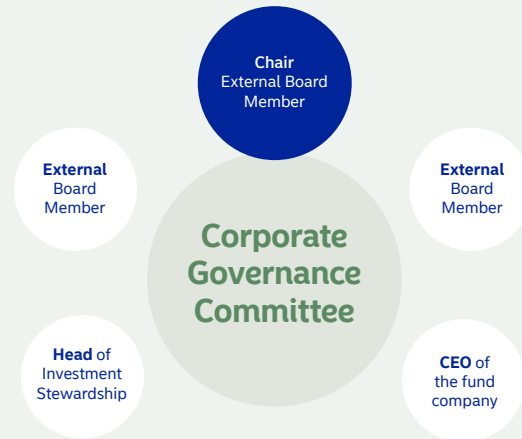 Chair
External Board
Member
External
Board
Member
External
Board
Member
Corporate
Governance
Committee
Head of
Investment
Stewardship
CEO of
the fund
company